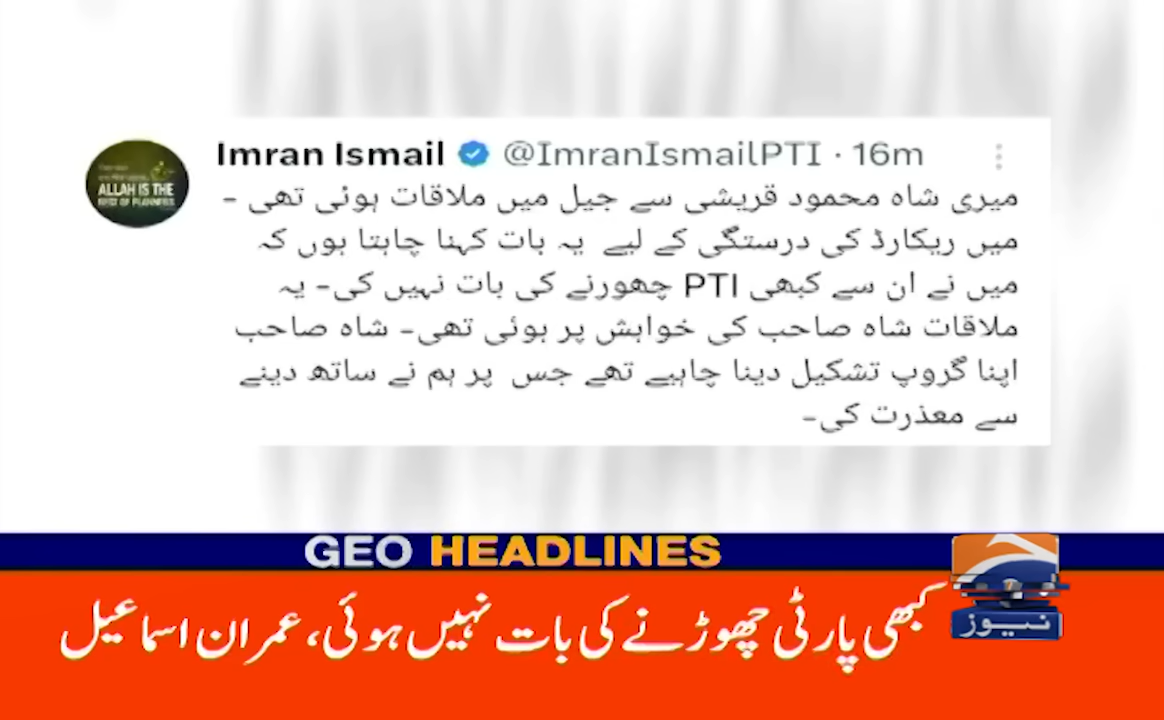 Imran Ismail @ImranIsmailPTI · 16m
ALLAH IS THE
BEST OF PLANNERS
میری شاہ محمود قریشی سے جیل میں ملاقات ہوئی تھی -
میں ریکارڈ کی درستگی کے لیے یہ بات کہنا چاہتا ہوں کہ
میں نے ان سے کبھی PTI چھورنے کی بات نہیں کی- یہ
ملاقات شاہ صاحب کی خواہش پر ہوئی تھی- شاہ صاحب
اپنا گروپ تشکیل دینا چاہیے تھے جس پر ہم نے ساتھ دینے
سے معذرت کی-
GEO HEADLINES
کبھی پارٹی چھوڑنے کی بات نہیں ہوئی، عمران اسماعیل
نیوز